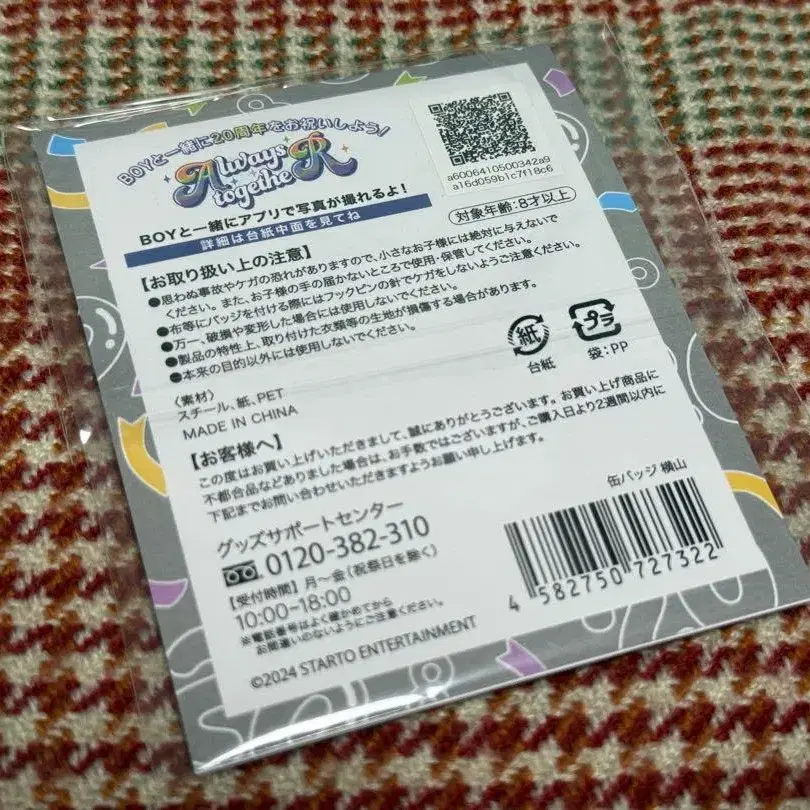 BOYと一緒に20周年をお祝いしよう!
Always
togetheR
BOYと一緒にアプリで写真が撮れるよ!
詳細は台紙中面を見てね
a6006410500342a9
a16d059b1c7f18c6
対象年齢:8才以上
【お取り扱い上の注意】
●思わぬ事故やケガの恐れがありますので、小さなお子様には絶対に与えないで
ください。また、お子様の手の届かないところで使用・保管してください。
●布等にバッジを付ける際にはフックピンの針でケガをしないようご注意ください。
●万一、破損や変形した場合には使用しないでください。
●製品の特性上、取り付けた衣類等の生地が損傷する場合があります。
●本来の目的以外には使用しないでください。
紙
台紙
プラ
袋:PP
〈素材〉
スチール、紙、PET
MADE IN CHINA
【お客様へ】
この度はお買い上げいただきまして、誠にありがとうございます。お買い上げ商品に
不都合品などありました場合は、お手数ではございますが、ご購入日より2週間以内に
下記までお問い合わせいただきますようお願い申し上げます。
グッズサポートセンター
0120-382-310
【受付時間】月〜金(祝祭日を除く)
10:00-18:00
※電話番号はよく確かめてから
お間違いのないようにご注意ください。
©2024 STARTO ENTERTAINMENT
缶バッジ 横山
4 582750 727322